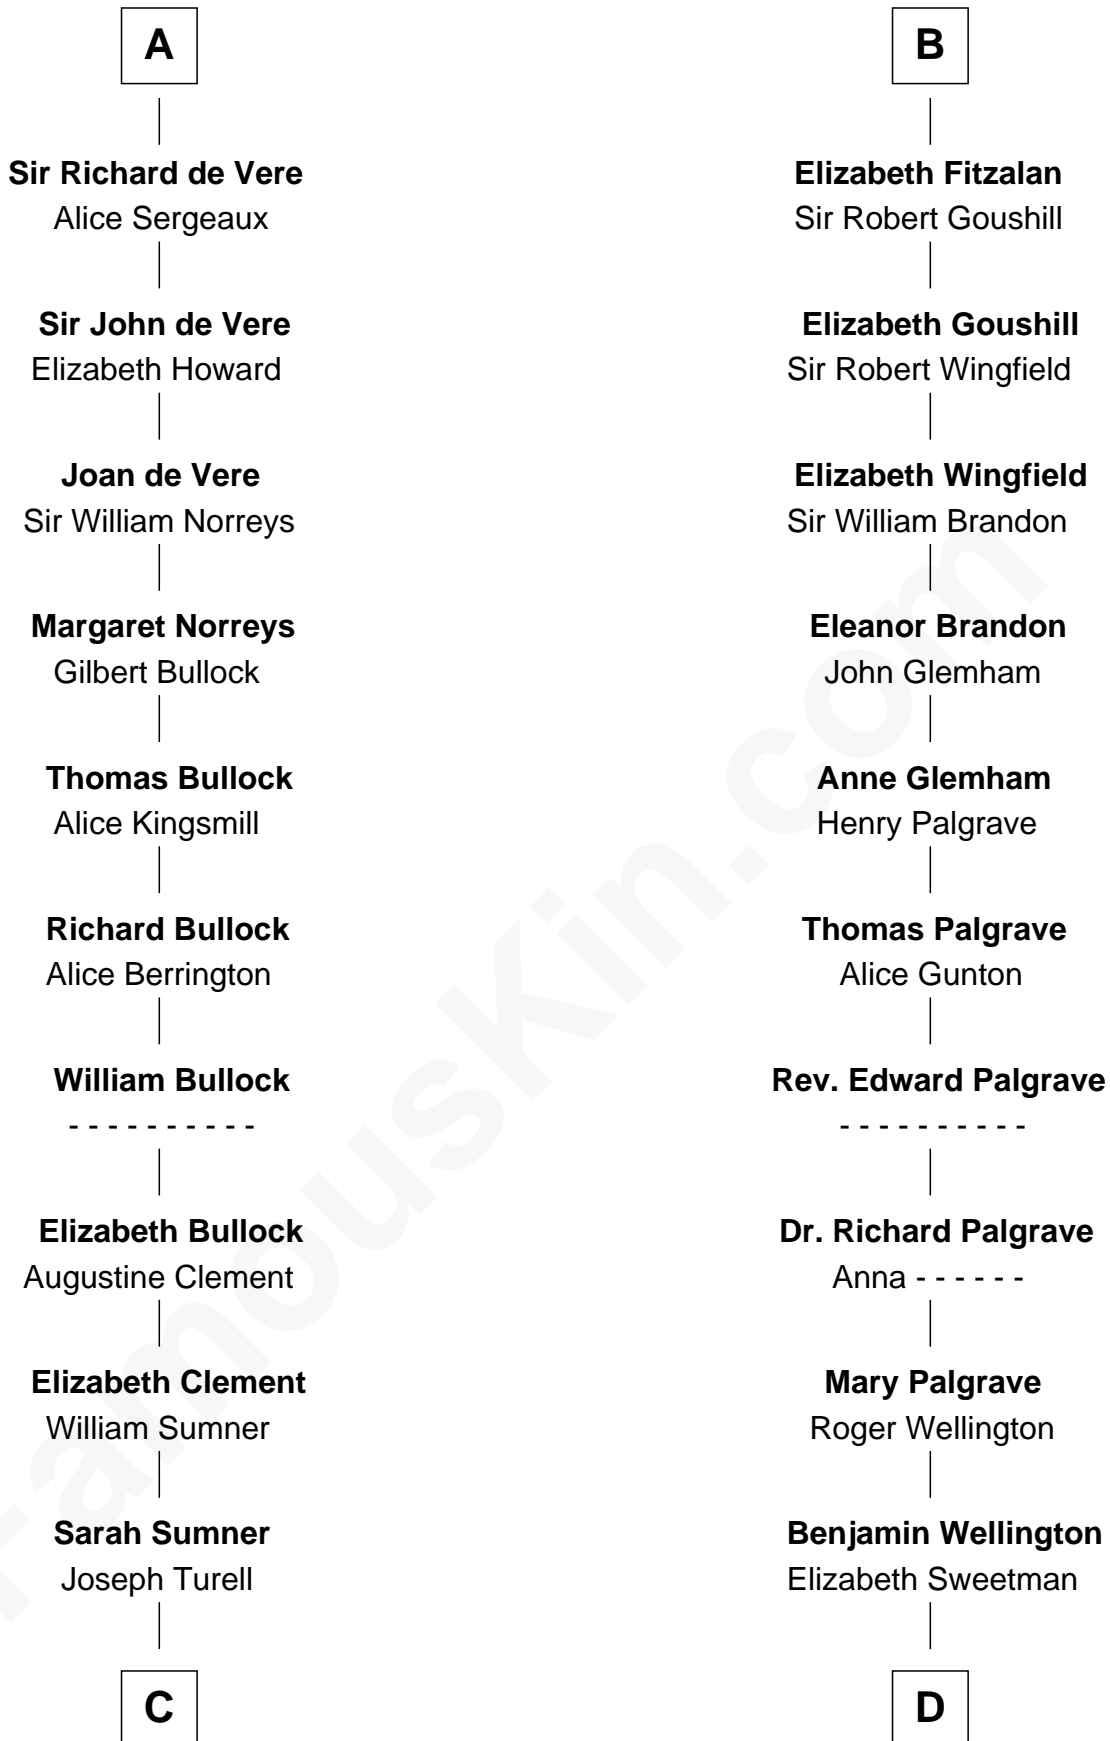 A
Sir Richard de Vere
Alice Sergeaux
Sir John de Vere
Elizabeth Howard
Joan de Vere
Sir William Norreys
Margaret Norreys
Gilbert Bullock
Thomas Bullock
Alice Kingsmill
Richard Bullock
Alice Berrington
William Bullock
- - - - - - - - - -
Elizabeth Bullock
Augustine Clement
Elizabeth Clement
William Sumner
Sarah Sumner
Joseph Turell
C
B
Elizabeth Fitzalan
Sir Robert Goushill
Elizabeth Goushill
Sir Robert Wingfield
Elizabeth Wingfield
Sir William Brandon
Eleanor Brandon
John Glemham
Anne Glemham
Henry Palgrave
Thomas Palgrave
Alice Gunton
Rev. Edward Palgrave
- - - - - - - - - -
Dr. Richard Palgrave
Anna - - - - - -
Mary Palgrave
Roger Wellington
Benjamin Wellington
Elizabeth Sweetman
D
FamousKin.com